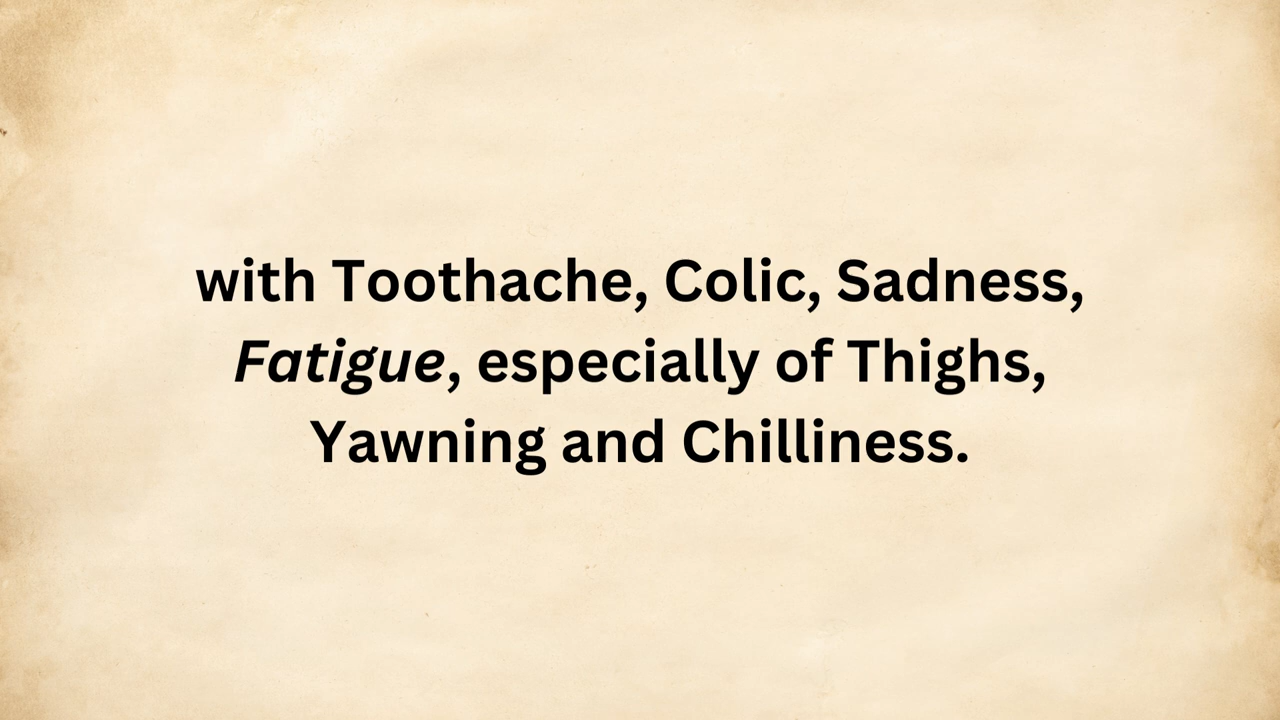 with Toothache, Colic, Sadness,
Fatigue, especially of Thighs,
Yawning and Chilliness.